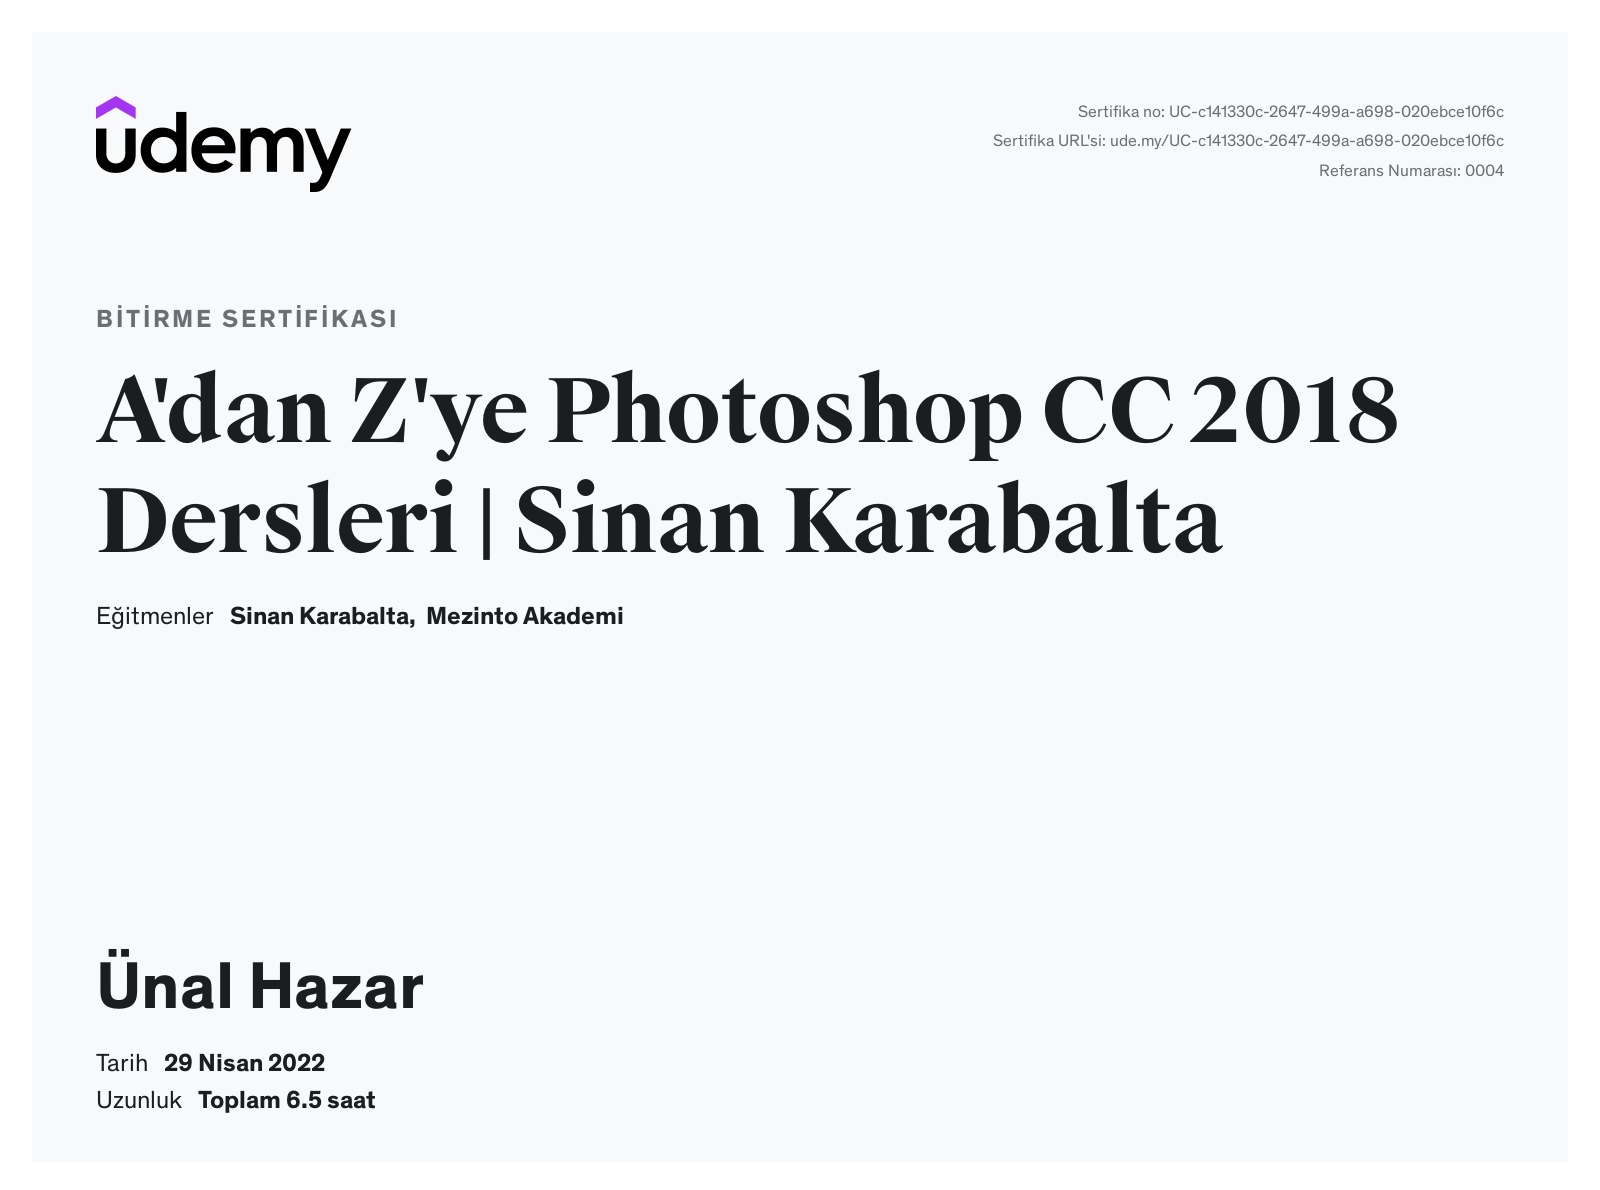 udemy
Sertifika no: UC-c141330c-2647-499a-a698-020ebce10f6c
Sertifika URL'si: ude.my/UC-c141330c-2647-499a-a698-020ebce10f6c
Referans Numarası: 0004
BİTİRME SERTİFİKASI
A'dan Z'ye Photoshop CC 2018
Dersleri | Sinan Karabalta
Eğitmenler Sinan Karabalta, Mezinto Akademi
Ünal Hazar
Tarih 29 Nisan 2022
Uzunluk Toplam 6.5 saat